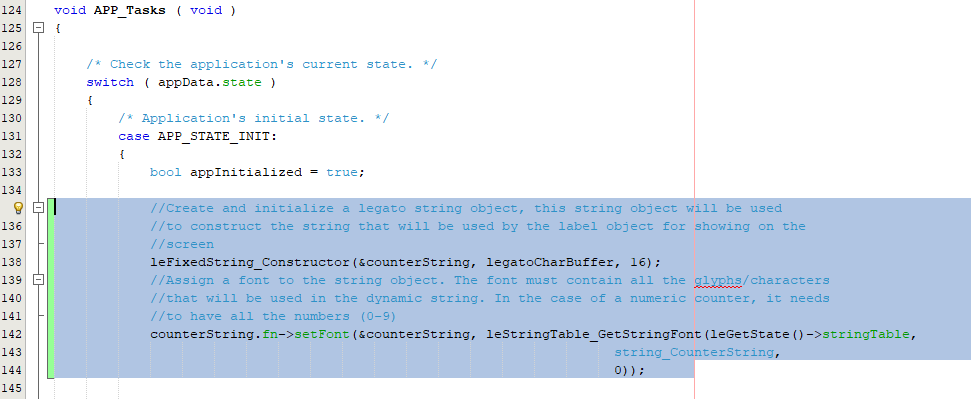 124 void APP_Tasks ( void )
125 {
126
127 /* Check the application's current state. */
128 switch ( appData.state )
129 {
130 /* Application's initial state. */
131 case APP_STATE_INIT:
132 {
133 bool appInitialized = true;
134
//Create and initialize a legato string object, this string object will be used
136 //to construct the string that will be used by the label object for showing on the
137 //screen
138 leFixedString_Constructor(&counterString, legatoCharBuffer, 16);
139 //Assign a font to the string object. The font must contain all the glyphs/characters
140 //that will be used in the dynamic string. In the case of a numeric counter, it needs
141 //to have all the numbers (0-9)
142 counterString.fn->setFont(&counterString, leStringTable_GetStringFont(leGetState()->stringTable,
143 string_CounterString,
144 0));
145